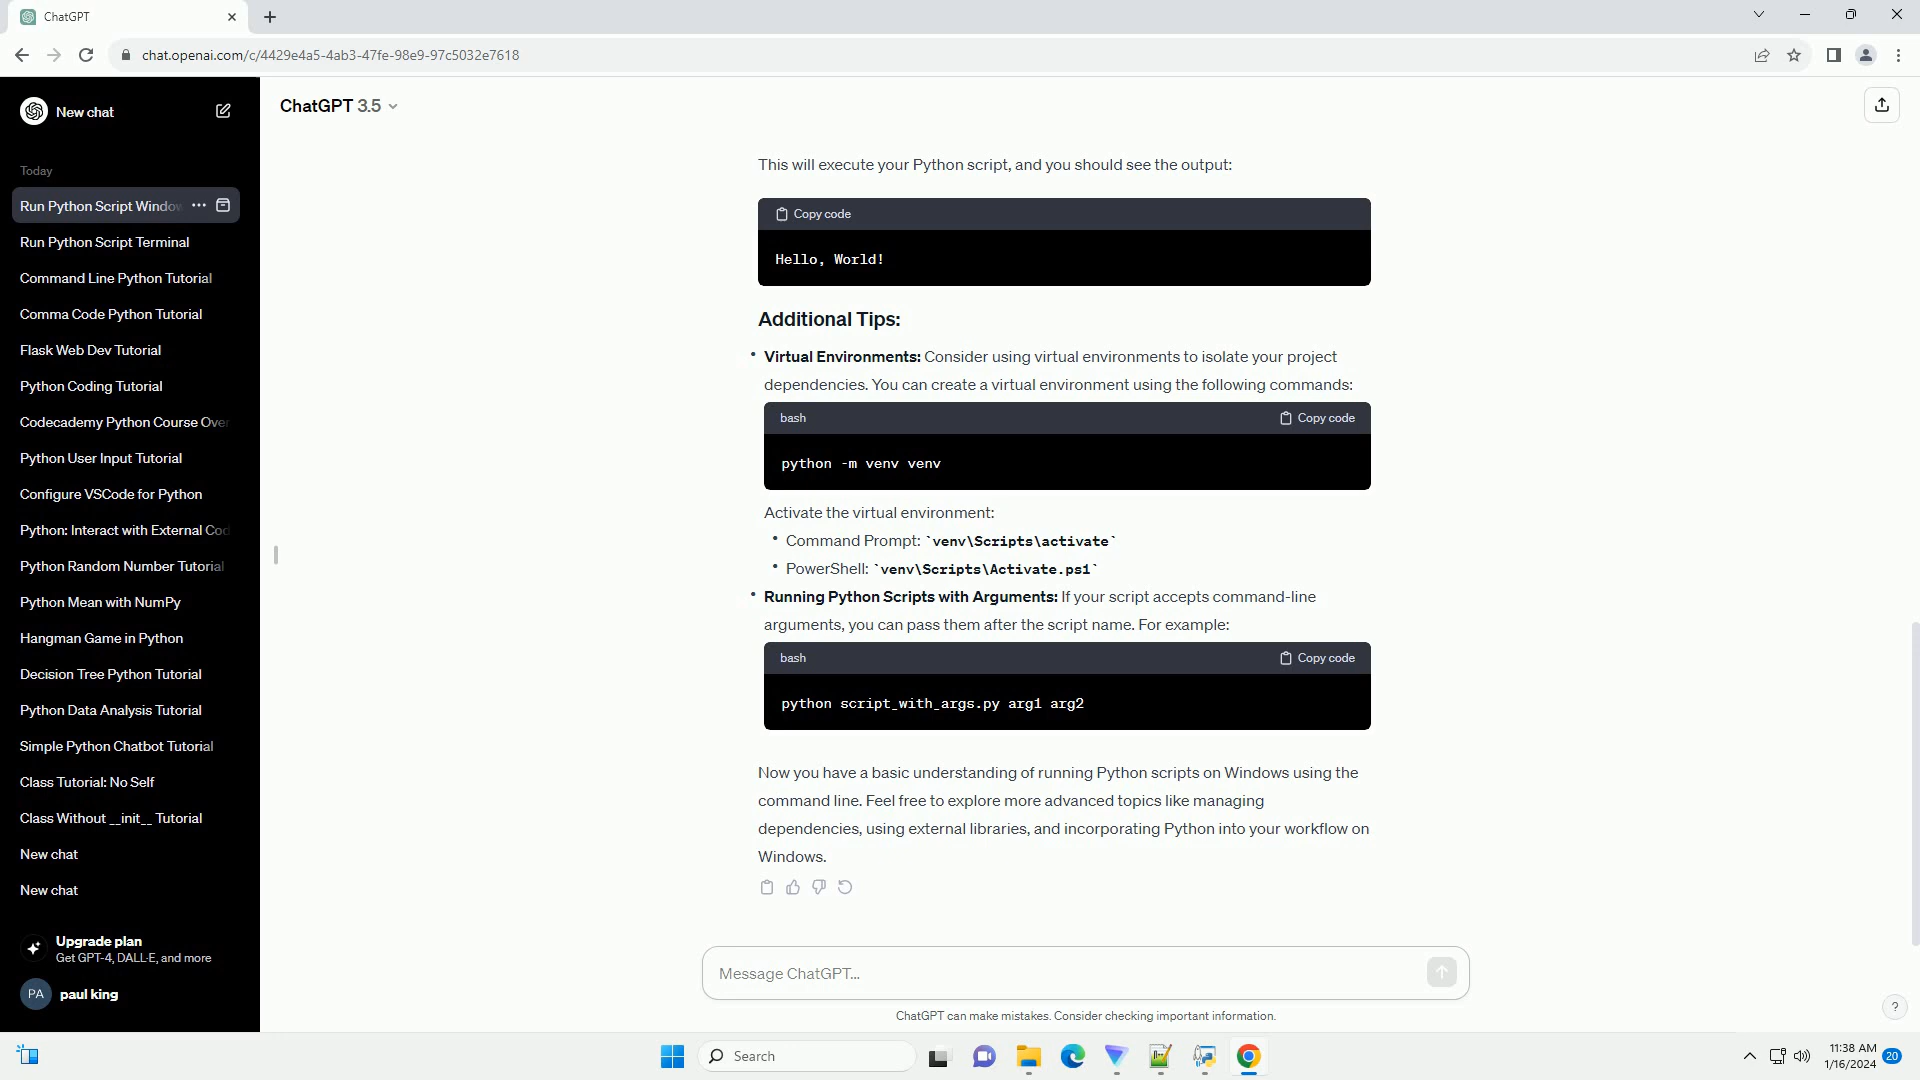 ChatGPT
chat.openai.com/c/4429e4a5-4ab3-47fe-98e9-97c5032e7618
New chat
Today
Run Python Script Window
Run Python Script Terminal
Command Line Python Tutorial
Comma Code Python Tutorial
Flask Web Dev Tutorial
Python Coding Tutorial
Codecademy Python Course Over
Python User Input Tutorial
Configure VSCode for Python
Python: Interact with External Cod
Python Random Number Tutorial
Python Mean with NumPy
Hangman Game in Python
Decision Tree Python Tutorial
Python Data Analysis Tutorial
Simple Python Chatbot Tutorial
Class Tutorial: No Self
Class Without __init__ Tutorial
New chat
New chat
Upgrade plan
Get GPT-4, DALL·E, and more
PA paul king
ChatGPT 3.5
This will execute your Python script, and you should see the output:
Copy code
Hello, World!
Additional Tips:
• Virtual Environments: Consider using virtual environments to isolate your project
dependencies. You can create a virtual environment using the following commands:
bash Copy code
python -m venv venv
Activate the virtual environment:
• Command Prompt: `venv\Scripts\activate`
• PowerShell: `venv\Scripts\Activate.ps1`
• Running Python Scripts with Arguments: If your script accepts command-line
arguments, you can pass them after the script name. For example:
bash Copy code
python script_with_args.py arg1 arg2
Now you have a basic understanding of running Python scripts on Windows using the
command line. Feel free to explore more advanced topics like managing
dependencies, using external libraries, and incorporating Python into your workflow on
Windows.
Message ChatGPT...
ChatGPT can make mistakes. Consider checking important information.
?
Search
11:38 AM
1/16/2024
20